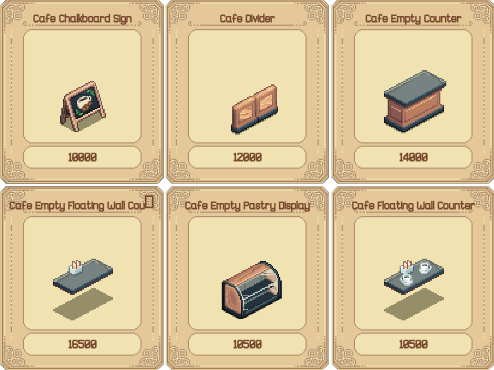 Cafe Chalkboard Sign
10000
Cafe Divider
12000
Cafe Empty Counter
14000
Cafe Empty Floating Wall Cou
16500
Cafe Empty Pastry Display
10500
Cafe Floating Wall Counter
10500